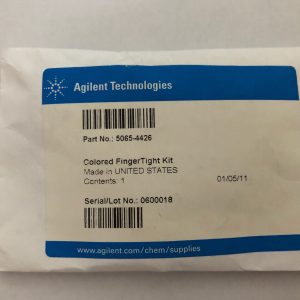 Agilent Technologies
Part No.: 5065-4426
Colored FingerTight Kit
Made in UNITED STATES
Contents: 1 01/05/11
Serial/Lot No.: 0600018
www.agilent.com/chem/supplies